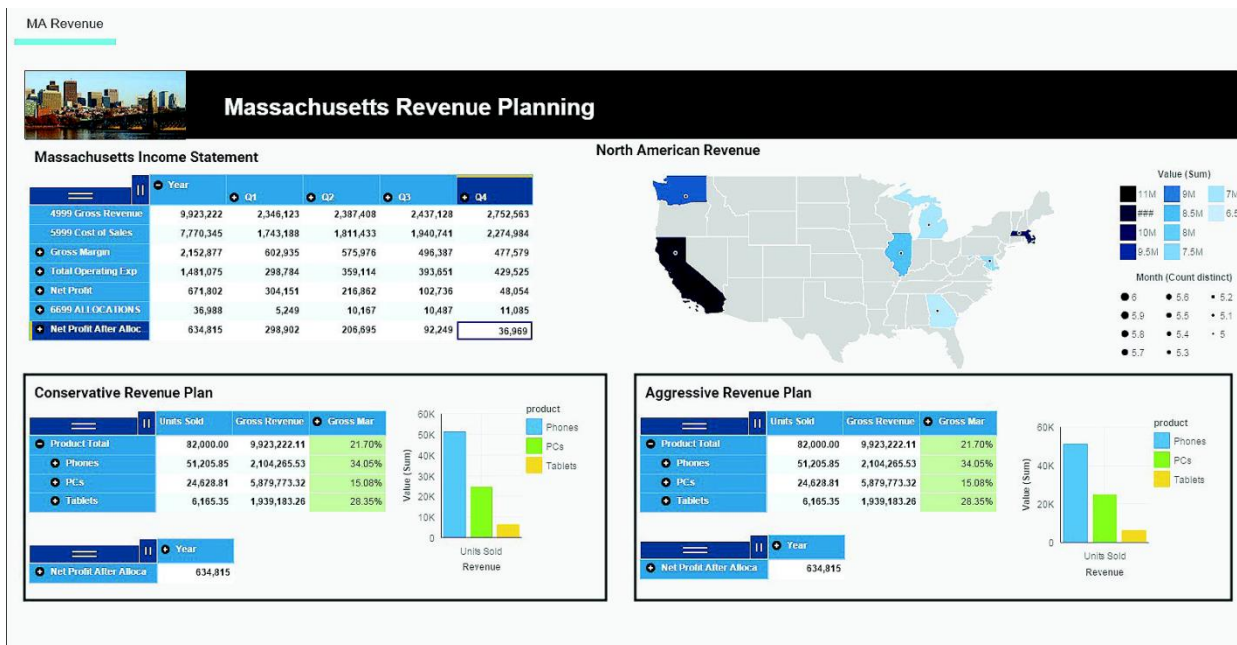 MA Revenue
Massachusetts Revenue Planning
Massachusetts Income Statement
Year Q1 Q2 Q3 Q4
4999 Gross Revenue 9,923,222 2,346,123 2,387,408 2,437,128 2,752,563
5999 Cost of Sales 7,770,345 1,743,188 1,811,433 1,940,741 2,274,984
Gross Margin 2,152,877 602,935 575,976 496,387 477,579
Total Operating Exp 1,481,075 298,784 359,114 393,651 429,525
Net Profit 671,802 304,151 216,862 102,736 48,054
6699 ALLOCATIONS 36,988 5,249 10,167 10,487 11,085
Net Profit After Alloc 634,815 298,902 206,695 92,249 36,969
North American Revenue
Value (Sum)
11M 9M 7M
### 8.5M 6.5
10M 8M
9.5M 7.5M
Month (Count distinct)
6 5.6 5.2
5.9 5.5 5.1
5.8 5.4 5
5.7 5.3
Conservative Revenue Plan
Units Sold Gross Revenue Gross Mar
Product Total 82,000.00 9,923,222.11 21.70%
Phones 51,205.85 2,104,265.53 34.05%
PCs 24,628.81 5,879,773.32 15.08%
Tablets 6,165.35 1,939,183.26 28.35%
Year
Net Profit After Alloca 634,815
Value (Sum)
60K
50K
40K
30K
20K
10K
0
Units Sold
Revenue
product
Phones
PCs
Tablets
Aggressive Revenue Plan
Units Sold Gross Revenue Gross Mar
Product Total 82,000.00 9,923,222.11 21.70%
Phones 51,205.85 2,104,265.53 34.05%
PCs 24,628.81 5,879,773.32 15.08%
Tablets 6,165.35 1,939,183.26 28.35%
Year
Net Profit After Alloca 634,815
Value (Sum)
60K
40K
20K
0
Units Sold
Revenue
product
Phones
PCs
Tablets